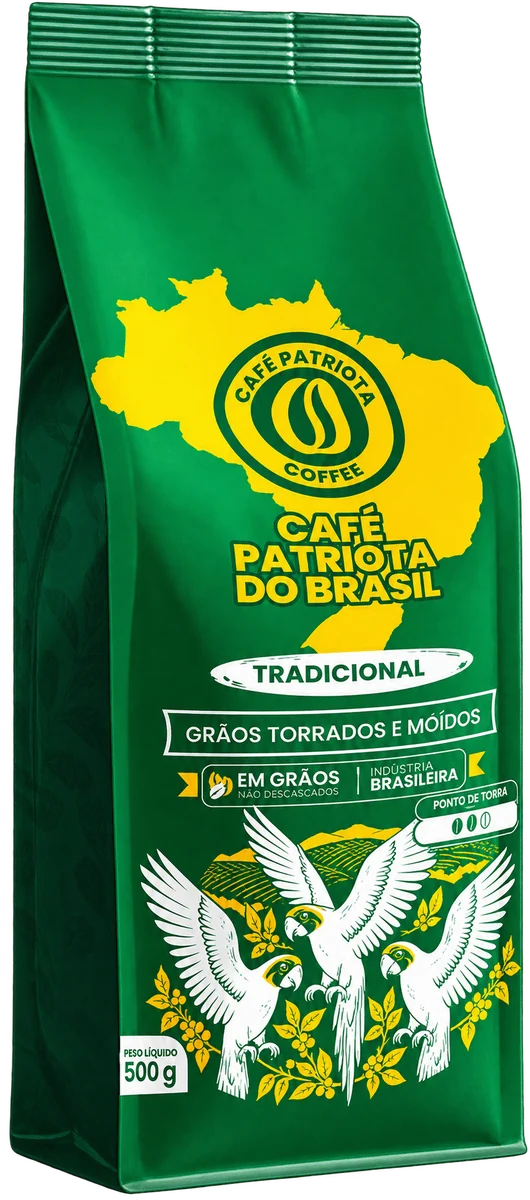 CAFÉ PATRIOTA
COFFEE
CAFÉ
PATRIOTA
DO BRASIL
TRADICIONAL
GRÃOS TORRADOS E MÓÍDOS
EM GRÃOS
NÃO DESCASCADOS
INDÚSTRIA
BRASILEIRA
PONTO DE TORRA
PESO LÍQUIDO
500 g